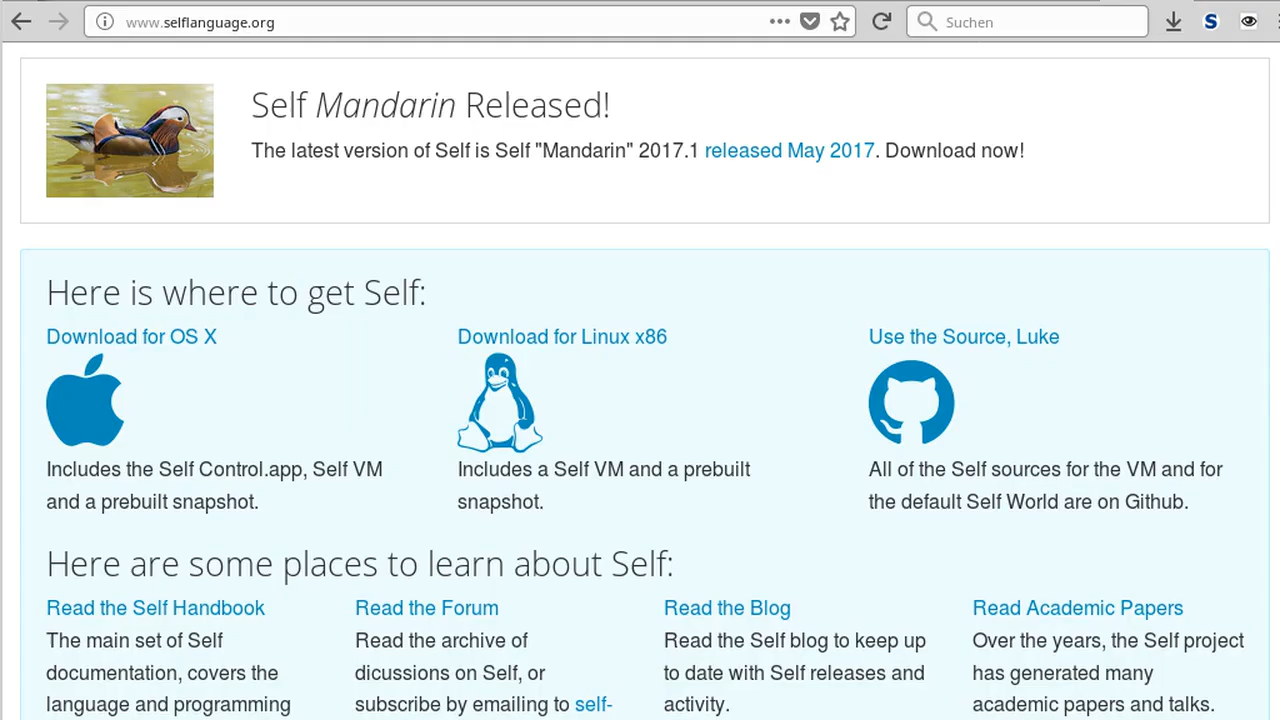 www.selflanguage.org
Suchen
S
Self Mandarin Released!
The latest version of Self is Self "Mandarin" 2017.1 released May 2017. Download now!
Here is where to get Self:
Download for OS X
Includes the Self Control.app, Self VM
and a prebuilt snapshot.
Download for Linux x86
Includes a Self VM and a prebuilt
snapshot.
Use the Source, Luke
All of the Self sources for the VM and for
the default Self World are on Github.
Here are some places to learn about Self:
Read the Self Handbook
The main set of Self
documentation, covers the
language and programming
Read the Forum
Read the archive of
dicussions on Self, or
subscribe by emailing to self-
Read the Blog
Read the Self blog to keep up
to date with Self releases and
activity.
Read Academic Papers
Over the years, the Self project
has generated many
academic papers and talks.